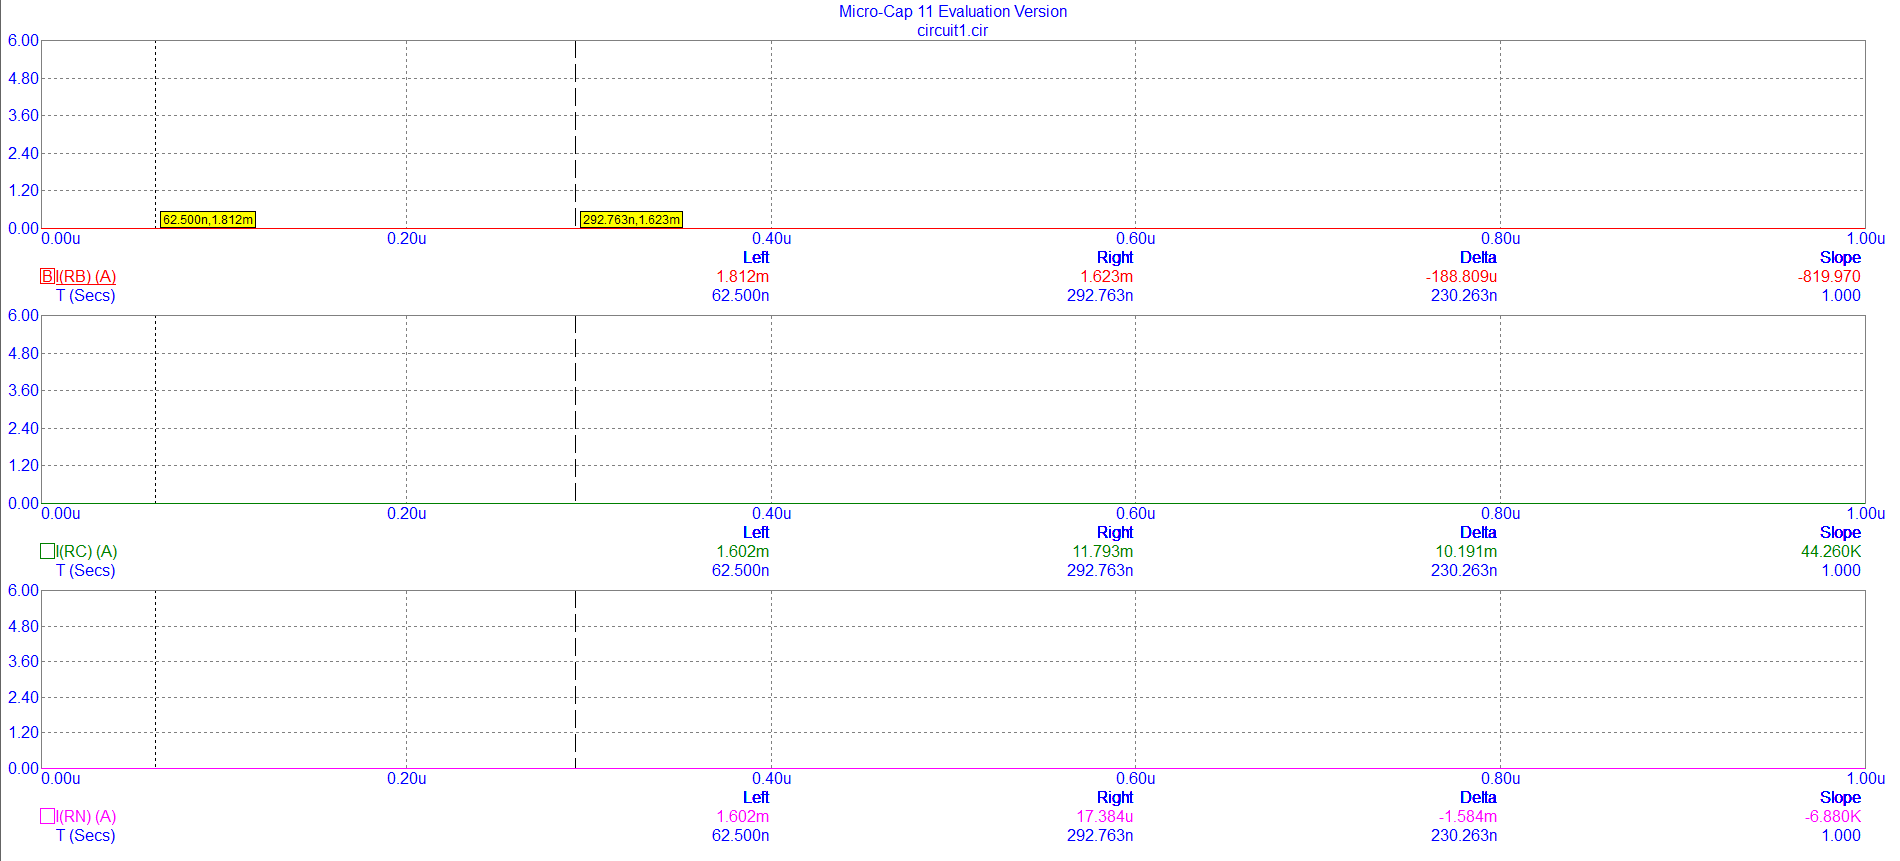 Micro-Cap 11 Evaluation Version
circuit1.cir
6.00
4.80
3.60
2.40
1.20
62.500n,1.812m 292.763n,1.623m
0.00
0.00u 0.20u 0.40u 0.60u 0.80u 1.00u
Left Right Delta Slope
B I(RB) (A) 1.812m 1.623m -188.809u -819.970
T (Secs) 62.500n 292.763n 230.263n 1.000
6.00
4.80
3.60
2.40
1.20
0.00
0.00u 0.20u 0.40u 0.60u 0.80u 1.00u
Left Right Delta Slope
I(RC) (A) 1.602m 11.793m 10.191m 44.260K
T (Secs) 62.500n 292.763n 230.263n 1.000
6.00
4.80
3.60
2.40
1.20
0.00
0.00u 0.20u 0.40u 0.60u 0.80u 1.00u
Left Right Delta Slope
I(RN) (A) 1.602m 17.384u -1.584m -6.880K
T (Secs) 62.500n 292.763n 230.263n 1.000